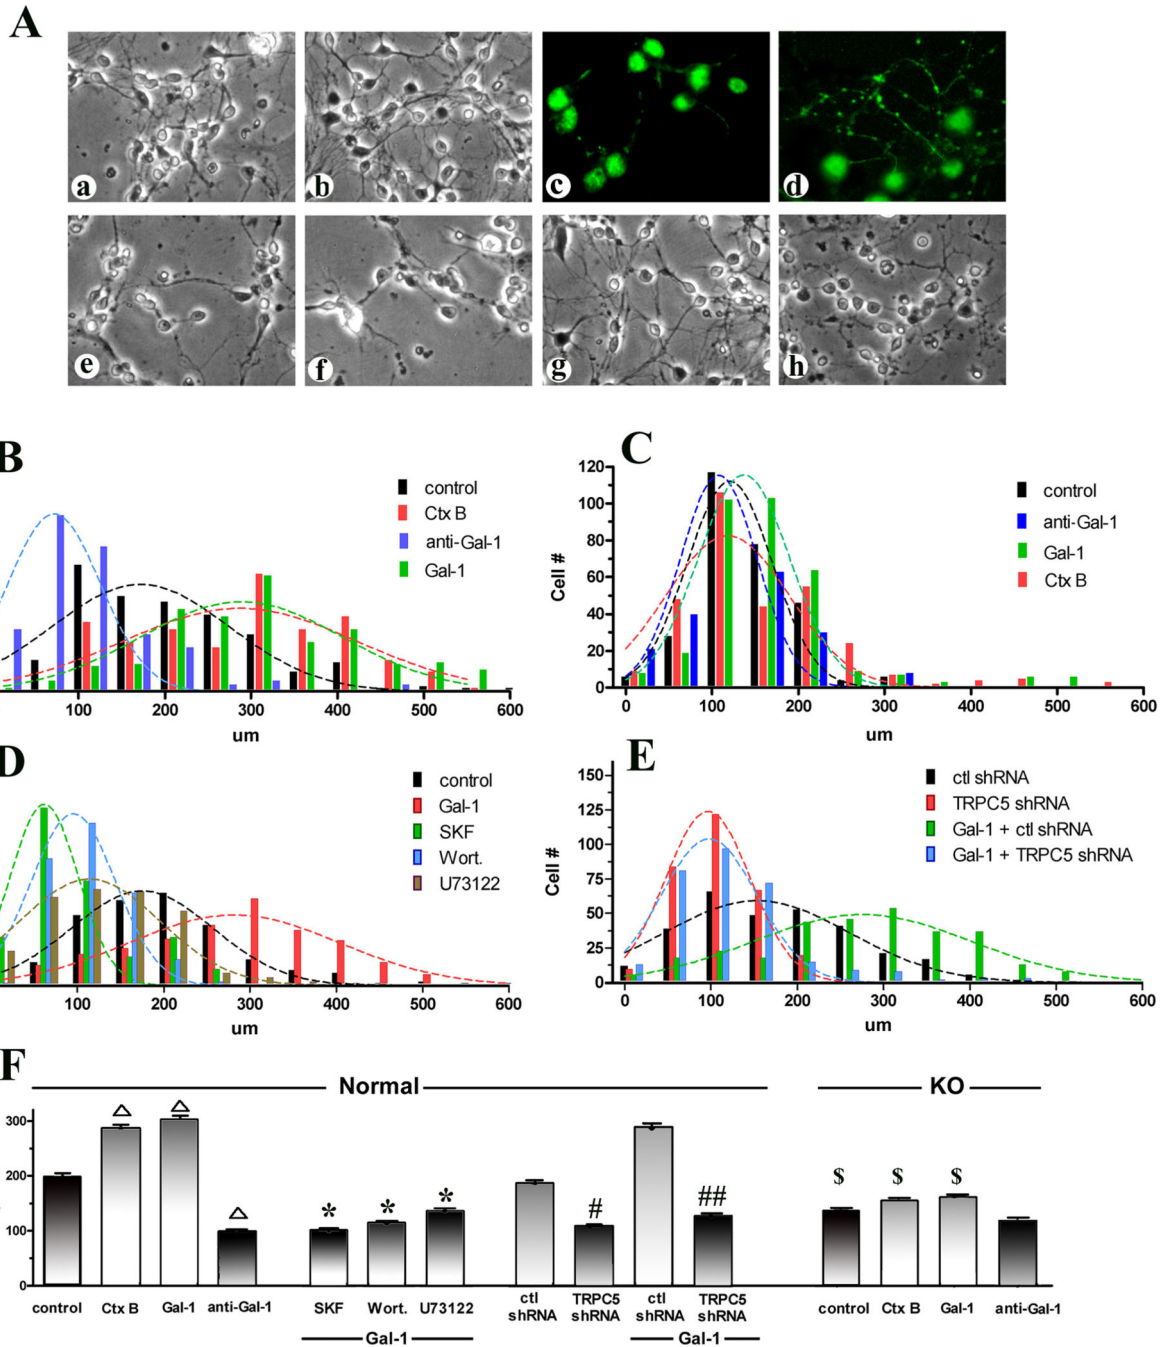 A
a b c d
e f g h
B
control
Ctx B
anti-Gal-1
Gal-1
100 200 300 400 500 600
um
C
120
100
80
60
40
20
0
Cell #
control
anti-Gal-1
Gal-1
Ctx B
0 100 200 300 400 500 600
um
D
control
Gal-1
SKF
Wort.
U73122
100 200 300 400 500 600
um
E
150
125
100
75
50
25
0
Cell #
ctl shRNA
TRPC5 shRNA
Gal-1 + ctl shRNA
Gal-1 + TRPC5 shRNA
0 100 200 300 400 500 600
um
F
Normal KO
300
200
100
0
△ △ △ * * * # ## $ $ $
control Ctx B Gal-1 anti-Gal-1 SKF Wort. U73122 ctl shRNA TRPC5 shRNA ctl shRNA TRPC5 shRNA control Ctx B Gal-1 anti-Gal-1
Gal-1 Gal-1